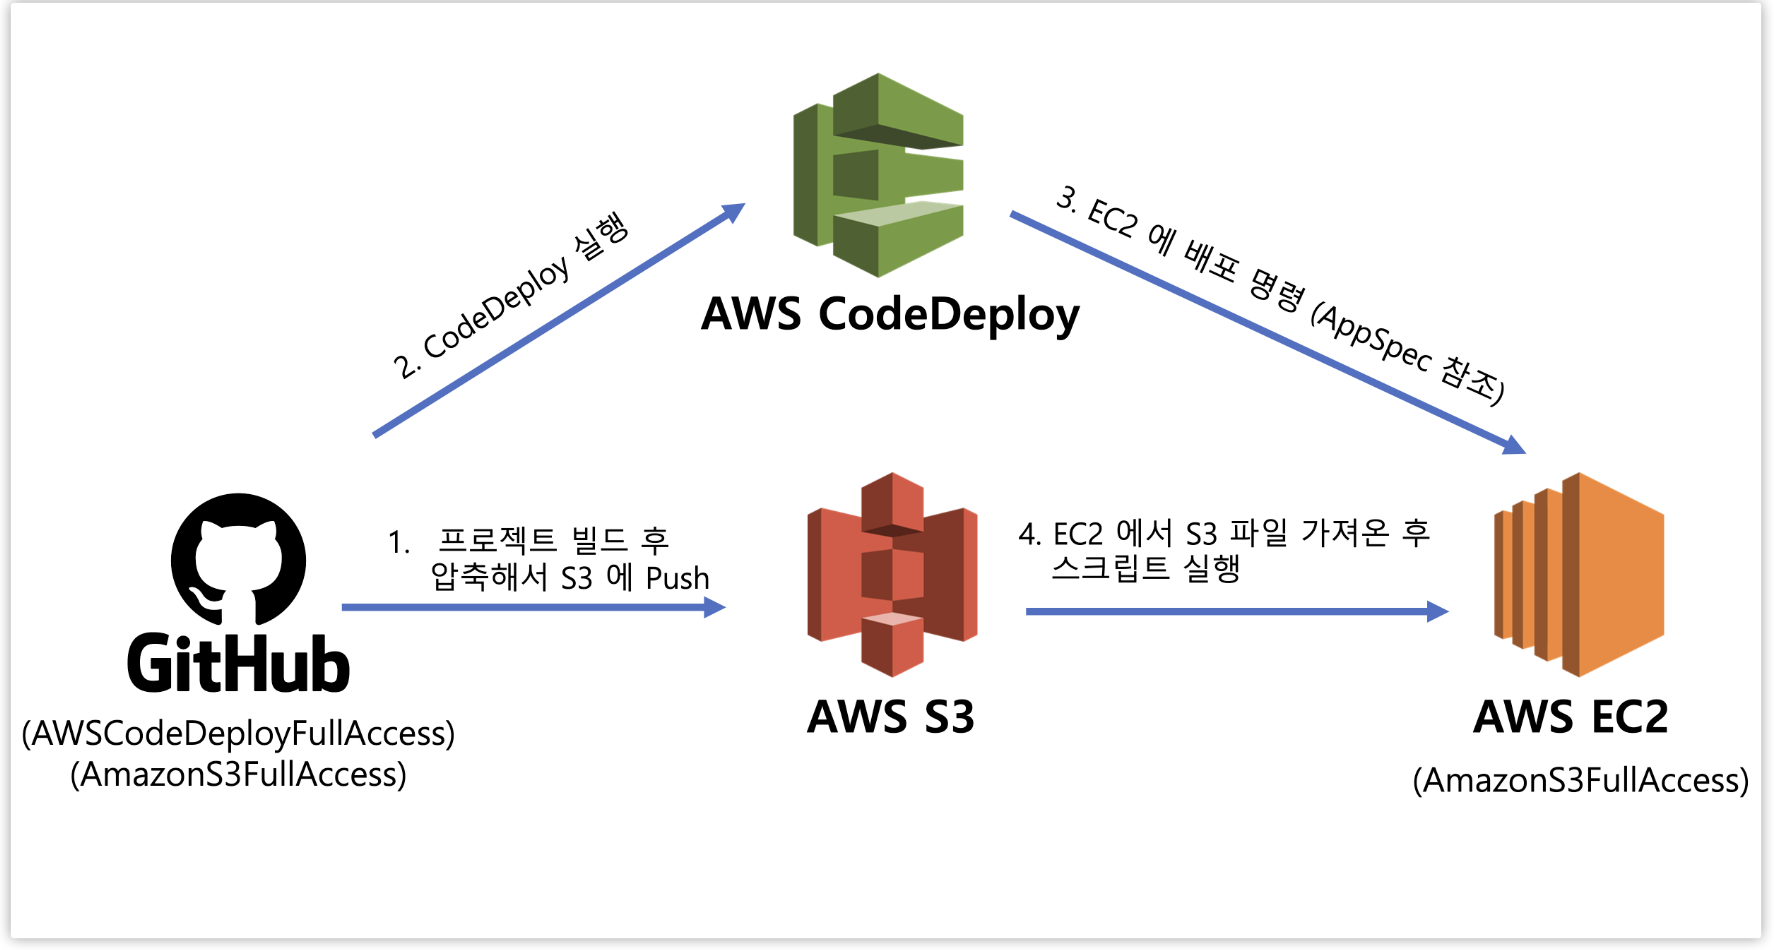 2. CodeDeploy 실행
AWS CodeDeploy
3. EC2 에 배포 명령 (AppSpec 참조)
1. 프로젝트 빌드 후
압축해서 S3 에 Push
4. EC2 에서 S3 파일 가져온 후
스크립트 실행
GitHub
(AWSCodeDeployFullAccess)
(AmazonS3FullAccess)
AWS S3
AWS EC2
(AmazonS3FullAccess)